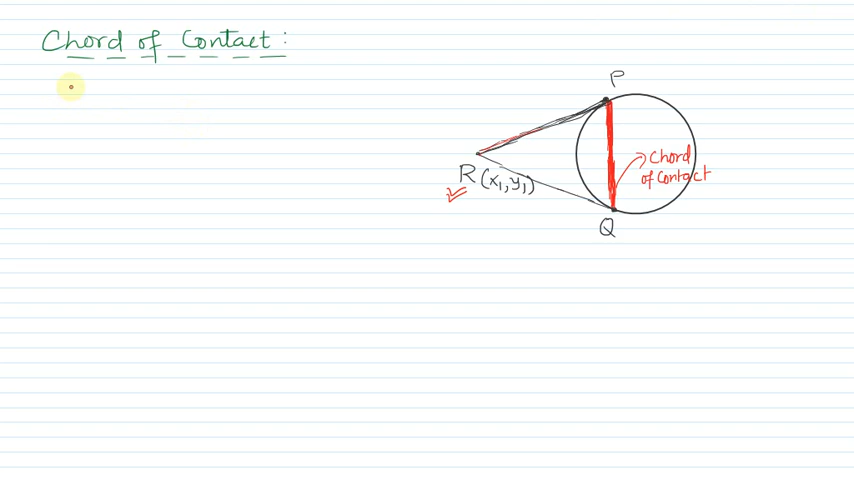 Chord of Contact :
P
R (x₁, y₁)
Chord
of Contact
Q